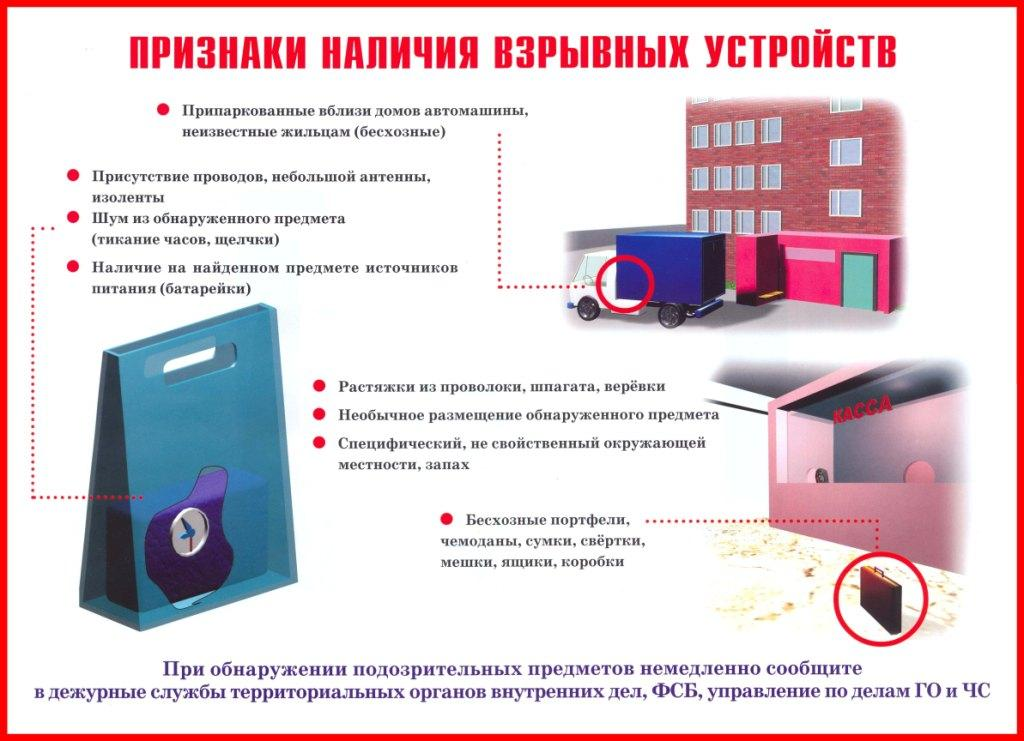 ПРИЗНАКИ НАЛИЧИЯ ВЗРЫВНЫХ УСТРОЙСТВ
Припаркованные вблизи домов автомашины,
неизвестные жильцам (бесхозные)
Присутствие проводов, небольшой антенны,
изоленты
Шум из обнаруженного предмета
(тикание часов, щелчки)
Наличие на найденном предмете источников
питания (батарейки)
Растяжки из проволоки, шпагата, верёвки
Необычное размещение обнаруженного предмета
Специфический, не свойственный окружающей
местности, запах
КАССА
Бесхозные портфели,
чемоданы, сумки, свёртки,
мешки, ящики, коробки
При обнаружении подозрительных предметов немедленно сообщите
в дежурные службы территориальных органов внутренних дел, ФСБ, управление по делам ГО и ЧС